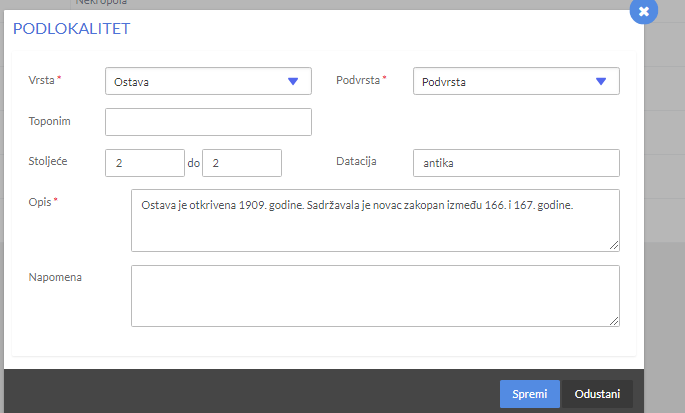 Nekropola
PODLOKALITET
Vrsta * Ostava Podvrsta * Podvrsta
Toponim
Stoljeće 2 do 2 Datacija antika
Opis * Ostava je otkrivena 1909. godine. Sadržavala je novac zakopan između 166. i 167. godine.
Napomena
Spremi Odustani